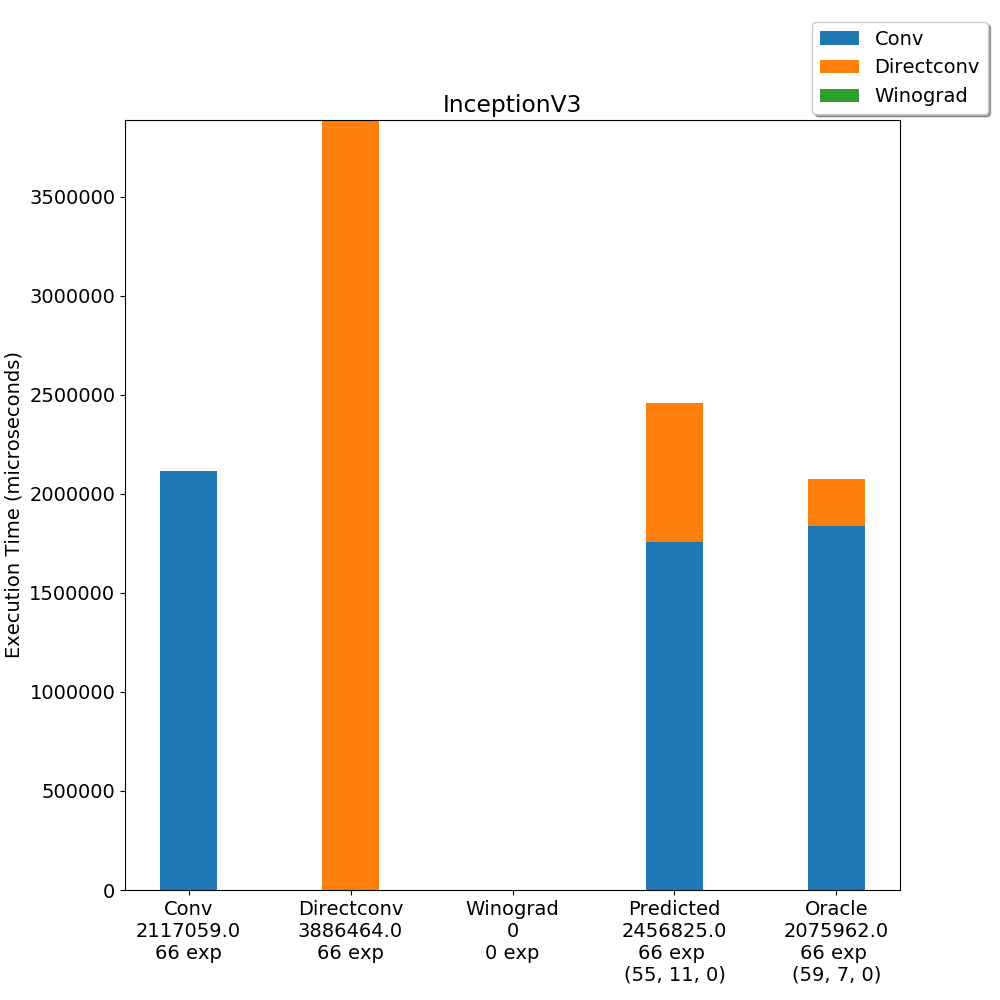 Conv
Directconv
Winograd
InceptionV3
Execution Time (microseconds)
3500000
3000000
2500000
2000000
1500000
1000000
500000
0
Conv
2117059.0
66 exp
Directconv
3886464.0
66 exp
Winograd
0
0 exp
Predicted
2456825.0
66 exp
(55, 11, 0)
Oracle
2075962.0
66 exp
(59, 7, 0)